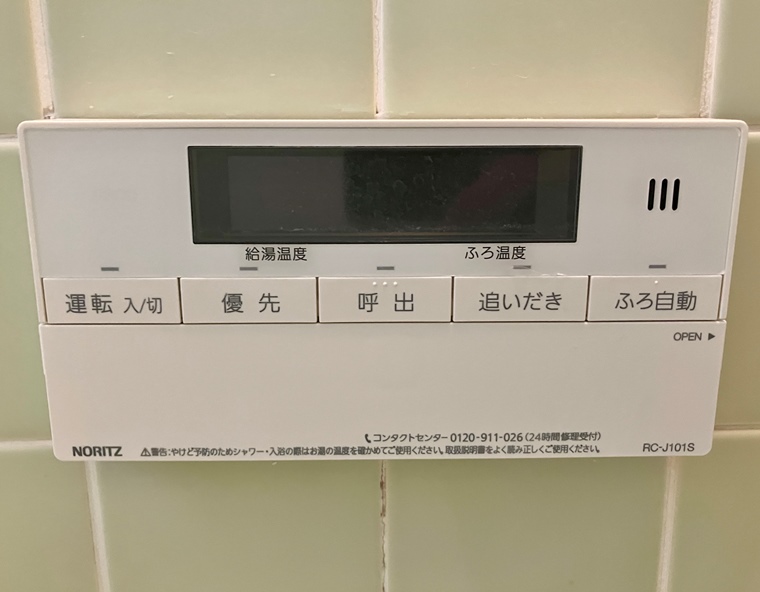 給湯温度 ふろ温度
運転 入/切 優先 呼出 追いだき ふろ自動
OPEN ▶
コンタクトセンター 0120-911-026 (24時間修理受付)
NORITZ ⚠警告:やけど予防のためシャワー・入浴の際はお湯の温度を確かめてご使用ください。取扱説明書をよく読み正しくご使用ください。 RC-J101S